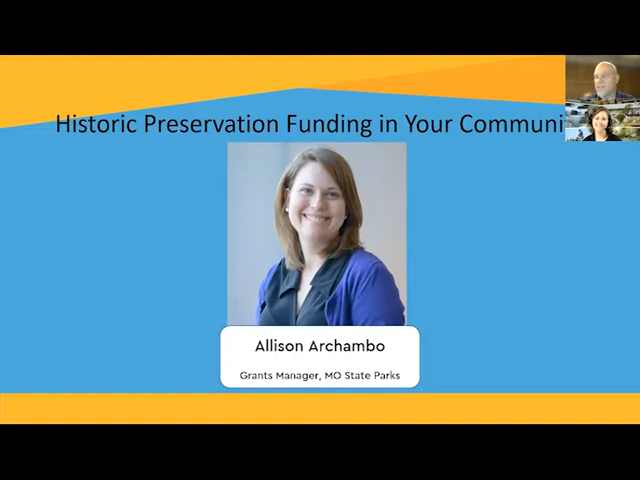 Historic Preservation Funding in Your Communi
Allison Archambo
Grants Manager, MO State Parks